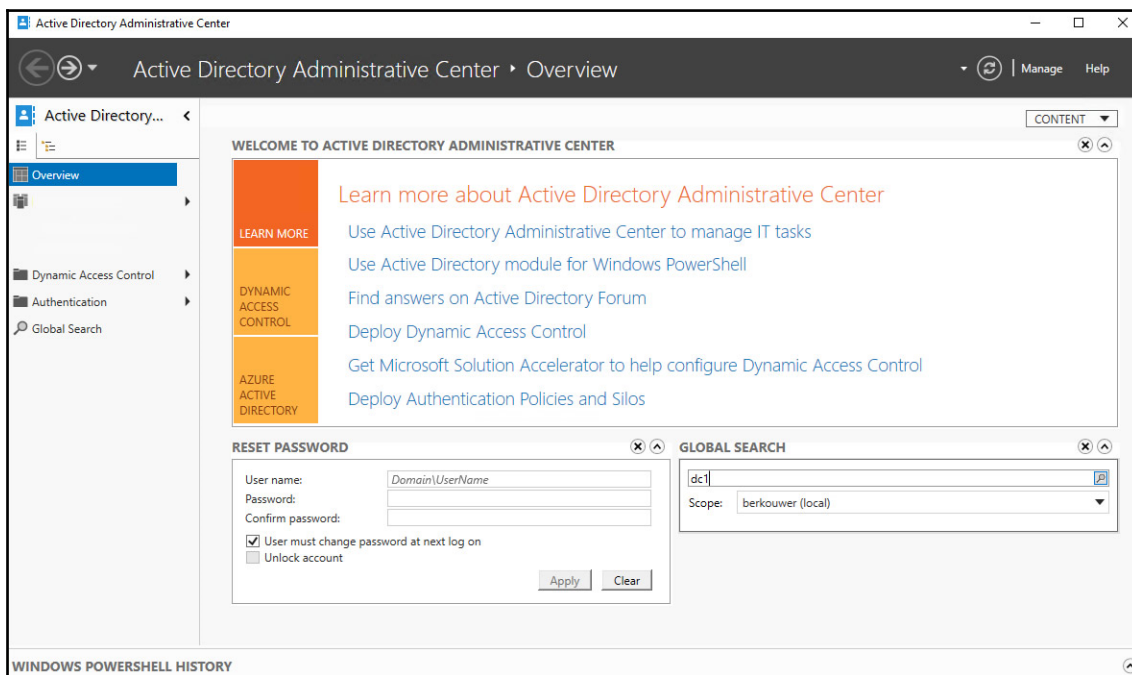 Active Directory Administrative Center
Active Directory Administrative Center • Overview
Manage Help
Active Directory...
CONTENT
Overview
Dynamic Access Control
Authentication
Global Search
WELCOME TO ACTIVE DIRECTORY ADMINISTRATIVE CENTER
LEARN MORE
DYNAMIC
ACCESS
CONTROL
AZURE
ACTIVE
DIRECTORY
Learn more about Active Directory Administrative Center
Use Active Directory Administrative Center to manage IT tasks
Use Active Directory module for Windows PowerShell
Find answers on Active Directory Forum
Deploy Dynamic Access Control
Get Microsoft Solution Accelerator to help configure Dynamic Access Control
Deploy Authentication Policies and Silos
RESET PASSWORD
User name: Domain\UserName
Password:
Confirm password:
User must change password at next log on
Unlock account
Apply Clear
GLOBAL SEARCH
dc1
Scope: berkouwer (local)
WINDOWS POWERSHELL HISTORY